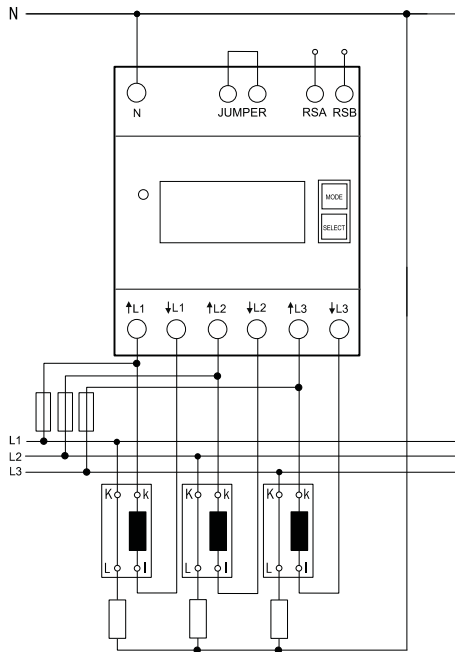 N
N JUMPER RSA RSB
MODE
SELECT
↑L1 ↓L1 ↑L2 ↓L2 ↑L3 ↓L3
L1
L2
L3
K k K k K k
L l L l L l